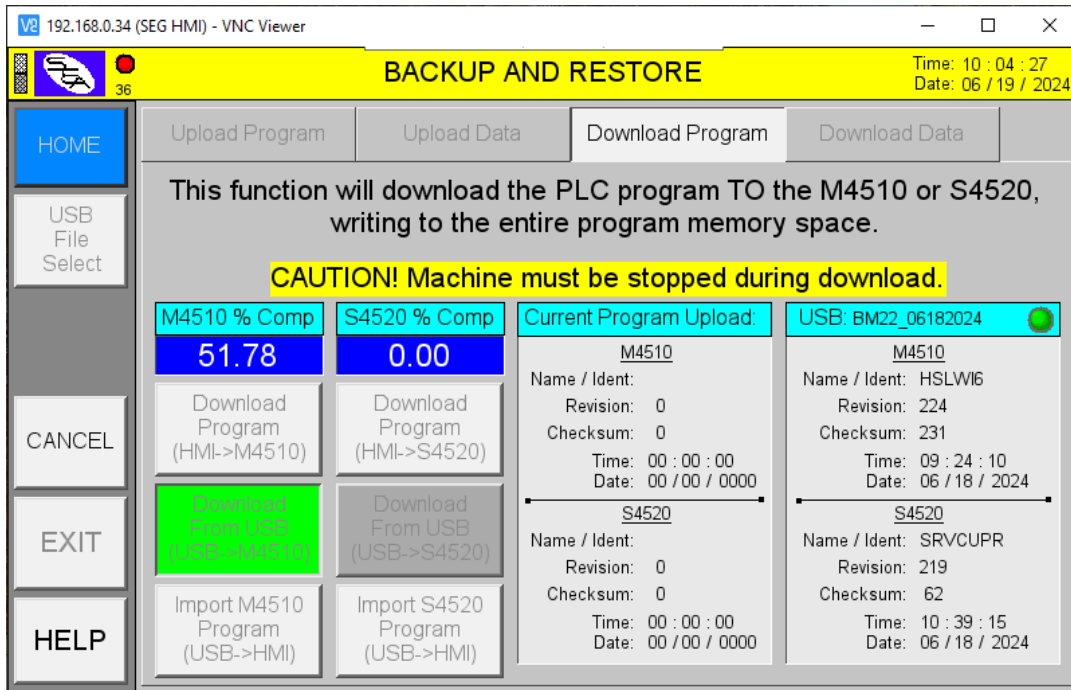 192.168.0.34 (SEG HMI) - VNC Viewer
36
BACKUP AND RESTORE
Time: 10 : 04 : 27
Date: 06 / 19 / 2024
HOME
USB
File
Select
CANCEL
EXIT
HELP
Upload Program
Upload Data
Download Program
Download Data
This function will download the PLC program TO the M4510 or S4520,
writing to the entire program memory space.
CAUTION! Machine must be stopped during download.
M4510 % Comp
51.78
Download
Program
(HMI->M4510)
Download
From USB
(USB->M4510)
Import M4510
Program
(USB->HMI)
S4520 % Comp
0.00
Download
Program
(HMI->S4520)
Download
From USB
(USB->S4520)
Import S4520
Program
(USB->HMI)
Current Program Upload:
M4510
Name / Ident:
Revision: 0
Checksum: 0
Time: 00 : 00 : 00
Date: 00 / 00 / 0000
S4520
Name / Ident:
Revision: 0
Checksum: 0
Time: 00 : 00 : 00
Date: 00 / 00 / 0000
USB: BM22_06182024
M4510
Name / Ident: HSLWI6
Revision: 224
Checksum: 231
Time: 09 : 24 : 10
Date: 06 / 18 / 2024
S4520
Name / Ident: SRVCUPR
Revision: 219
Checksum: 62
Time: 10 : 39 : 15
Date: 06 / 18 / 2024